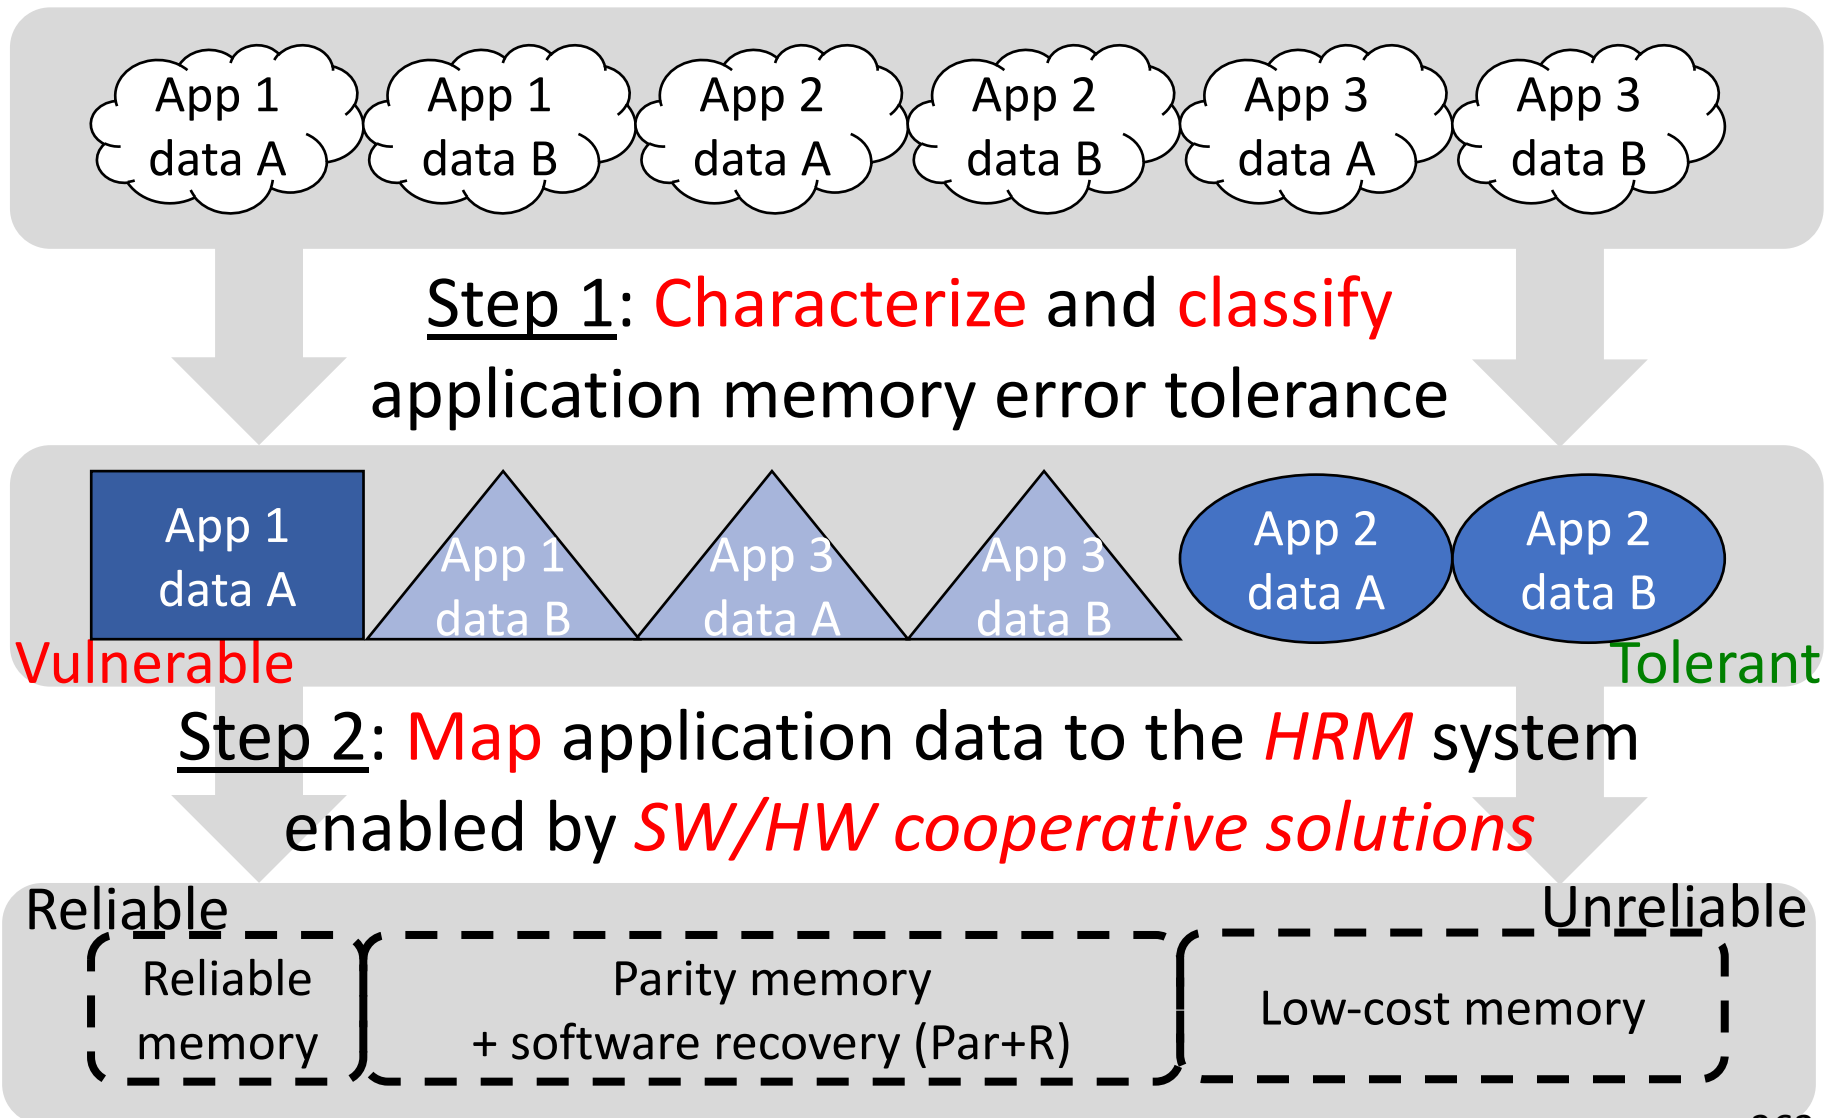 App 1
data A
App 1
data B
App 2
data A
App 2
data B
App 3
data A
App 3
data B
Step 1: Characterize and classify
application memory error tolerance
App 1
data A
App 1
data B
App 3
data A
App 3
data B
App 2
data A
App 2
data B
Vulnerable
Tolerant
Step 2: Map application data to the HRM system
enabled by SW/HW cooperative solutions
Reliable
Unreliable
Reliable
memory
Parity memory
+ software recovery (Par+R)
Low-cost memory